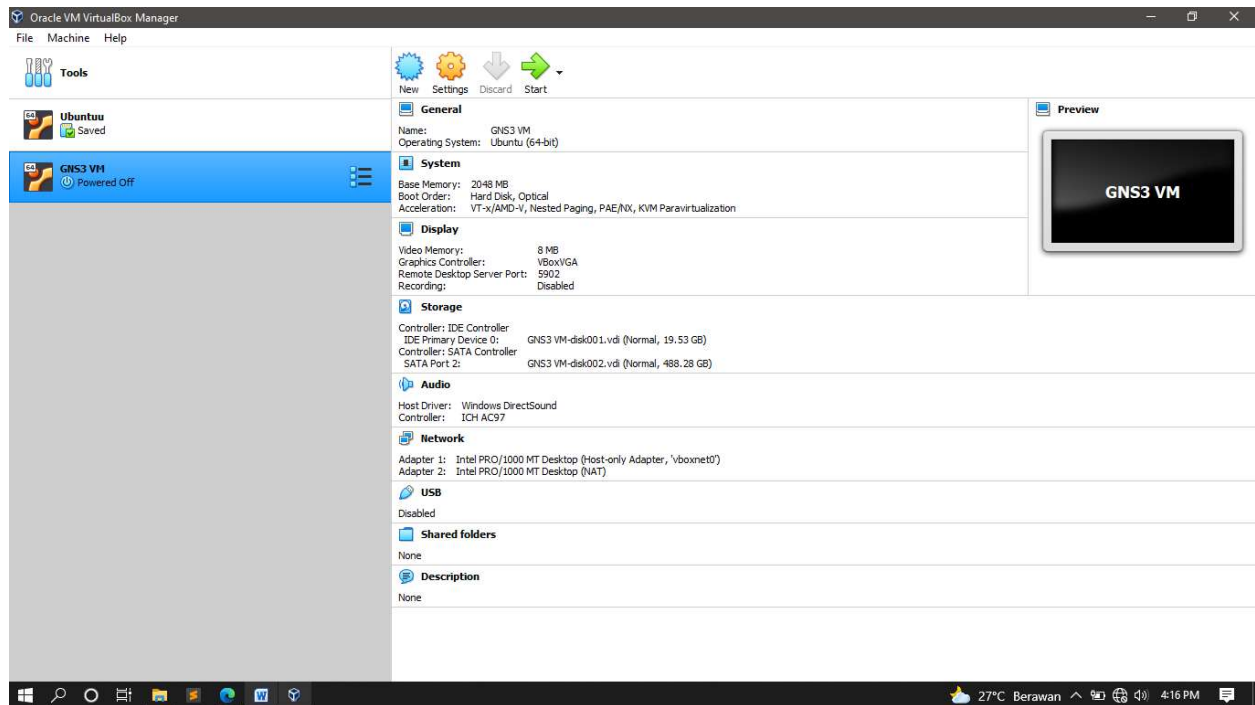 Oracle VM VirtualBox Manager
File Machine Help
Tools
New Settings Discard Start
64
Ubuntuu
Saved
64
GNS3 VM
Powered Off
General
Name: GNS3 VM
Operating System: Ubuntu (64-bit)
System
Base Memory: 2048 MB
Boot Order: Hard Disk, Optical
Acceleration: VT-x/AMD-V, Nested Paging, PAE/NX, KVM Paravirtualization
Display
Video Memory: 8 MB
Graphics Controller: VBoxVGA
Remote Desktop Server Port: 5902
Recording: Disabled
Storage
Controller: IDE Controller
IDE Primary Device 0: GNS3 VM-disk001.vdi (Normal, 19.53 GB)
Controller: SATA Controller
SATA Port 2: GNS3 VM-disk002.vdi (Normal, 488.28 GB)
Audio
Host Driver: Windows DirectSound
Controller: ICH AC97
Network
Adapter 1: Intel PRO/1000 MT Desktop (Host-only Adapter, 'vboxnet0')
Adapter 2: Intel PRO/1000 MT Desktop (NAT)
USB
Disabled
Shared folders
None
Description
None
Preview
GNS3 VM
27°C Berawan 4:16 PM